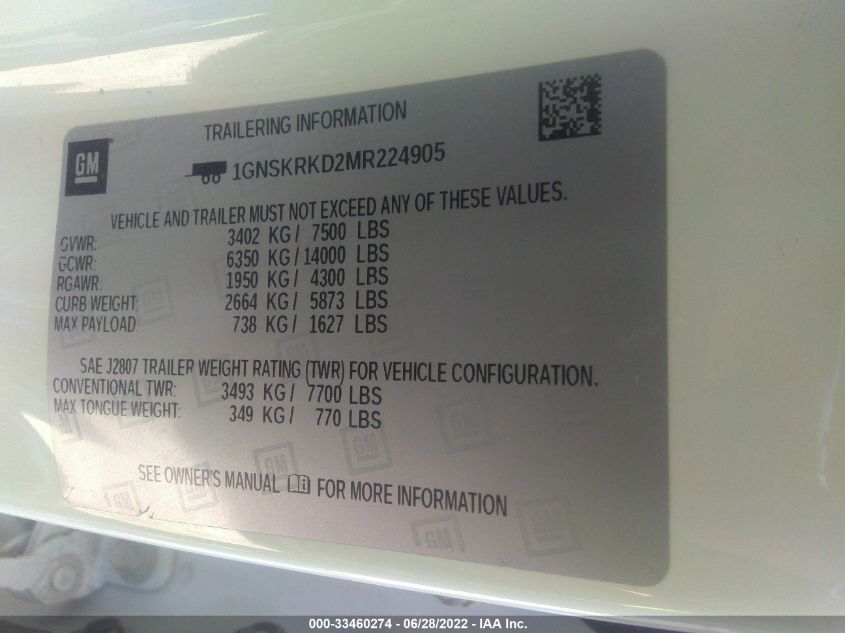 GM
TRAILERING INFORMATION
1GNSKRKD2MR224905
VEHICLE AND TRAILER MUST NOT EXCEED ANY OF THESE VALUES.
GVWR: 3402 KG / 7500 LBS
GCWR: 6350 KG / 14000 LBS
RGAWR: 1950 KG / 4300 LBS
CURB WEIGHT: 2664 KG / 5873 LBS
MAX PAYLOAD: 738 KG / 1627 LBS
SAE J2807 TRAILER WEIGHT RATING (TWR) FOR VEHICLE CONFIGURATION.
CONVENTIONAL TWR: 3493 KG / 7700 LBS
MAX TONGUE WEIGHT: 349 KG / 770 LBS
SEE OWNER'S MANUAL FOR MORE INFORMATION
000-33460274 / 06/28/2022 - IAA Inc.